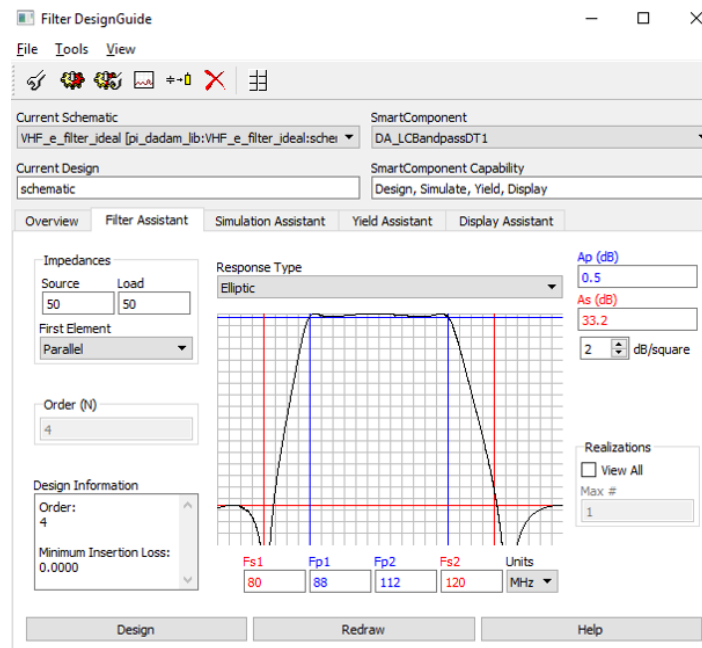 Filter DesignGuide
File Tools View
Current Schematic
SmartComponent
VHF_e_filter_ideal [pi_dadam_lib:VHF_e_filter_ideal:schei
DA_LCBandpassDT1
Current Design
SmartComponent Capability
schematic
Design, Simulate, Yield, Display
Overview Filter Assistant Simulation Assistant Yield Assistant Display Assistant
Impedances
Source Load
50 50
First Element
Parallel
Order (N)
4
Design Information
Order:
4
Minimum Insertion Loss:
0.0000
Response Type
Elliptic
Fs1 Fp1 Fp2 Fs2 Units
80 88 112 120 MHz
Ap (dB)
0.5
As (dB)
33.2
2 dB/square
Realizations
View All
Max #
1
Design Redraw Help